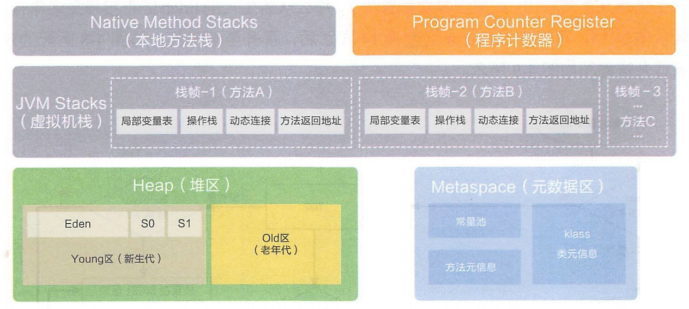 Native Method Stacks
（本地方法栈）
Program Counter Register
（程序计数器）
JVM Stacks
（虚拟机栈）
栈帧-1（方法A）
局部变量表
操作栈
动态连接
方法返回地址
栈帧-2（方法B）
局部变量表
操作栈
动态连接
方法返回地址
栈帧-3
...
方法C
...
Heap（堆区）
Eden
S0
S1
Young区（新生代）
Old区
（老年代）
Metaspace（元数据区）
常量池
方法元信息
klass
类元信息